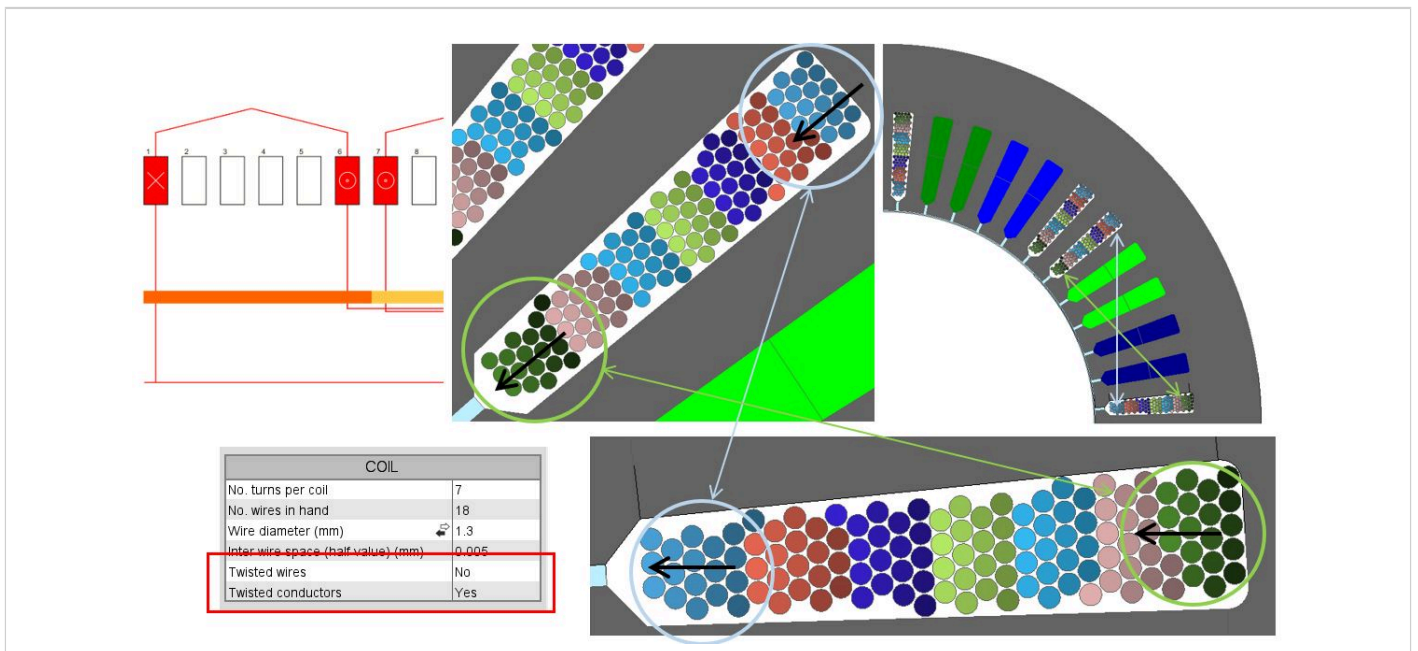 1 2 3 4 5 6 7 8
COIL
No. turns per coil 7
No. wires in hand 18
Wire diameter (mm) 1.3
Inter wire space (half value) (mm) 0.005
Twisted wires No
Twisted conductors Yes